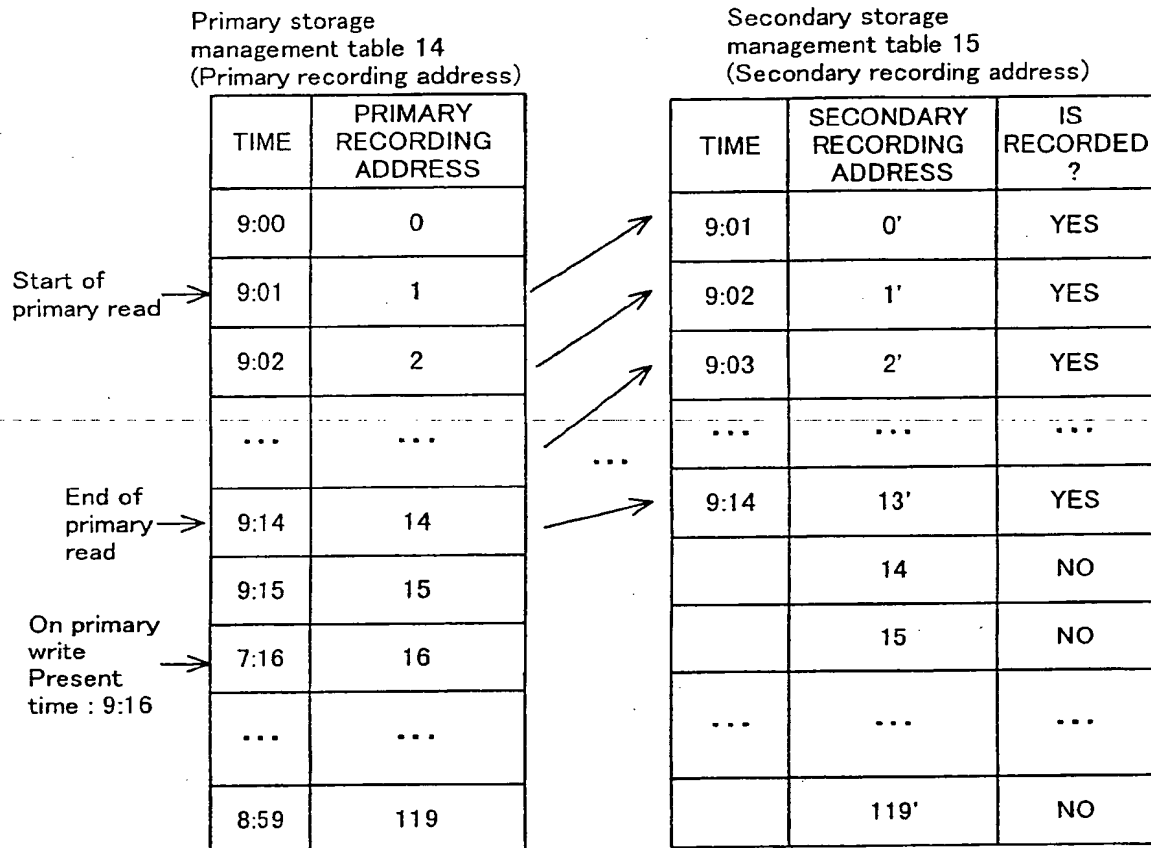 Primary storage
management table 14
(Primary recording address)
TIME
PRIMARY
RECORDING
ADDRESS
9:00 0
9:01 1
9:02 2
... ...
9:14 14
9:15 15
7:16 16
... ...
8:59 119
Start of
primary read
End of
primary
read
On primary
write
Present
time : 9:16
...
Secondary storage
management table 15
(Secondary recording address)
TIME
SECONDARY
RECORDING
ADDRESS
IS
RECORDED
?
9:01 0' YES
9:02 1' YES
9:03 2' YES
... ... ...
9:14 13' YES
14 NO
15 NO
... ... ...
119' NO